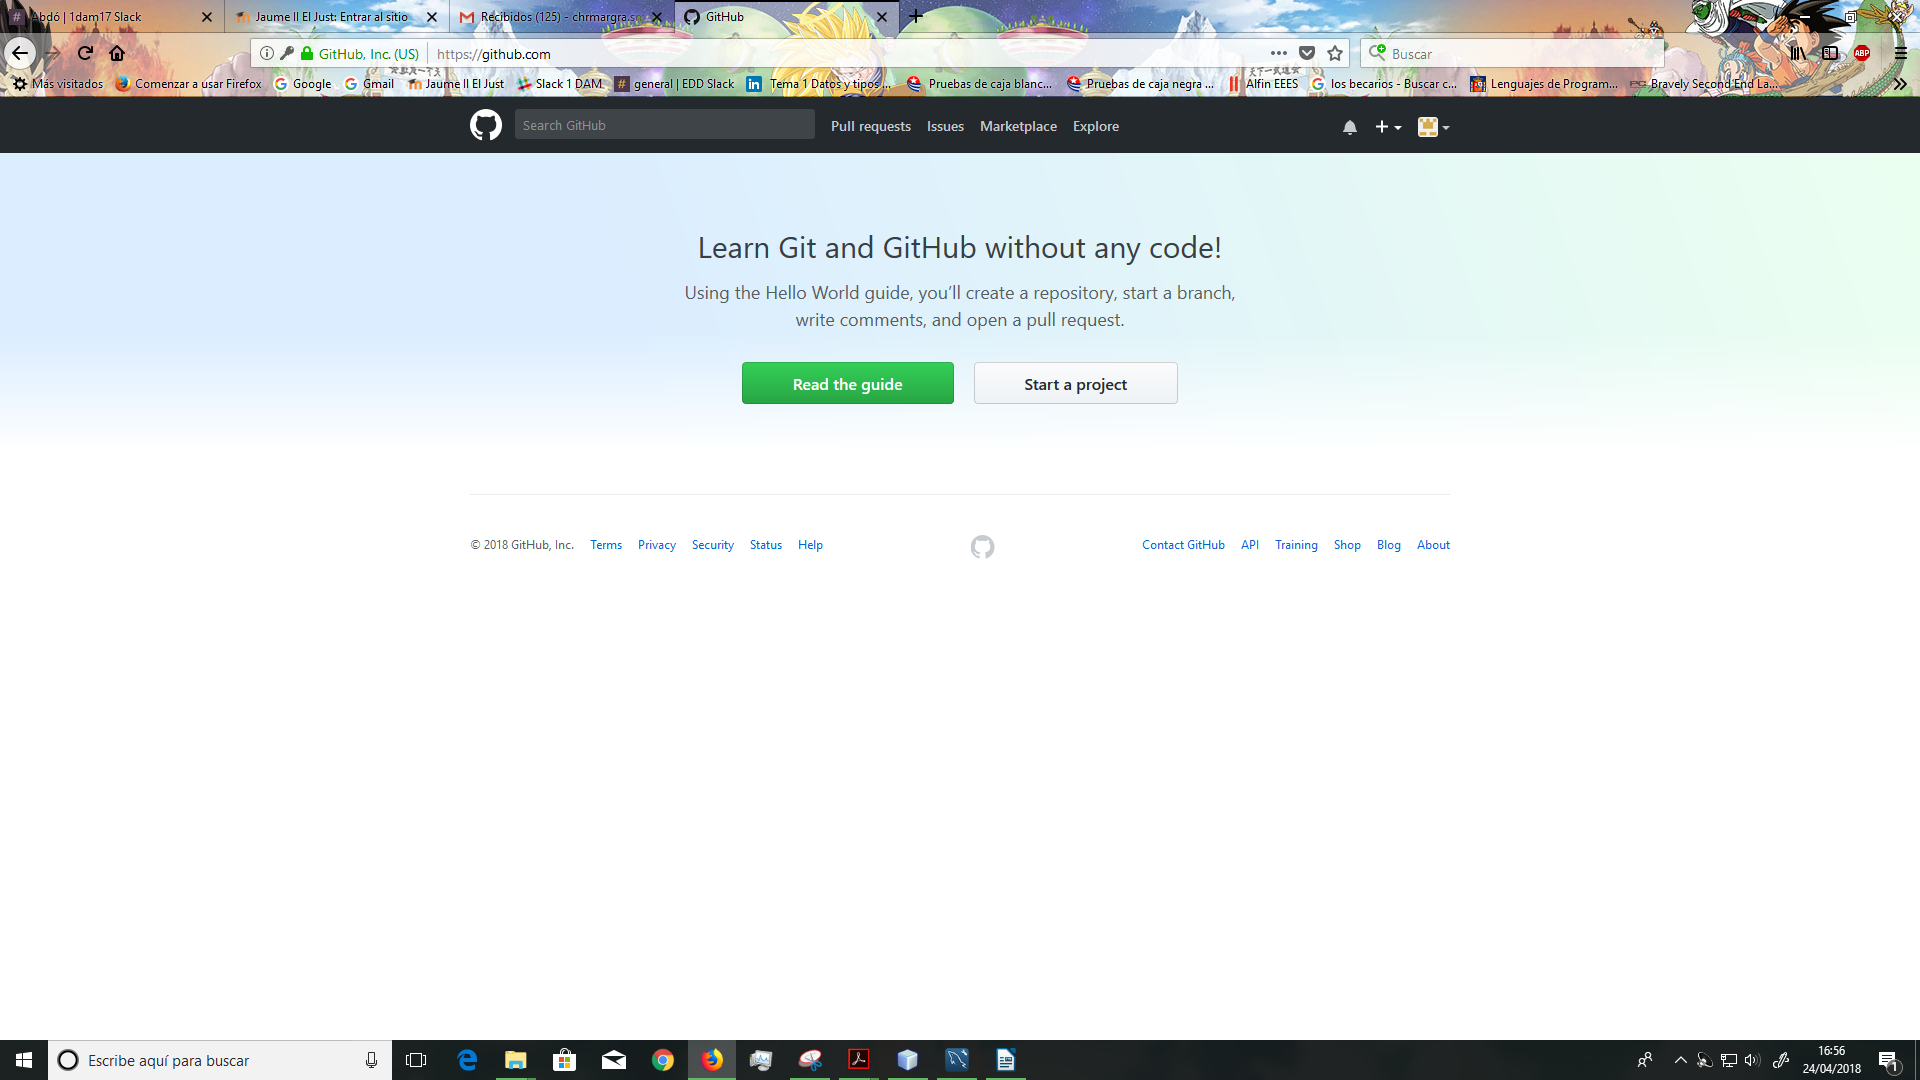 Abdó | 1dam17 Slack
Jaume II El Just: Entrar al sitio
Recibidos (125) - chrmargra.s
GitHub
GitHub, Inc. (US)
https://github.com
Buscar
ABP
Más visitados
Comenzar a usar Firefox
Google
Gmail
Jaume II El Just
Slack 1 DAM
general | EDD Slack
Tema 1 Datos y tipos ...
Pruebas de caja blanc...
Pruebas de caja negra ...
Alfin EEES
los becarios - Buscar c...
Lenguajes de Program...
Bravely Second End La...
Search GitHub
Pull requests
Issues
Marketplace
Explore
Learn Git and GitHub without any code!
Using the Hello World guide, you’ll create a repository, start a branch,
write comments, and open a pull request.
Read the guide
Start a project
© 2018 GitHub, Inc.
Terms
Privacy
Security
Status
Help
Contact GitHub
API
Training
Shop
Blog
About
Escribe aquí para buscar
16:56
24/04/2018
1